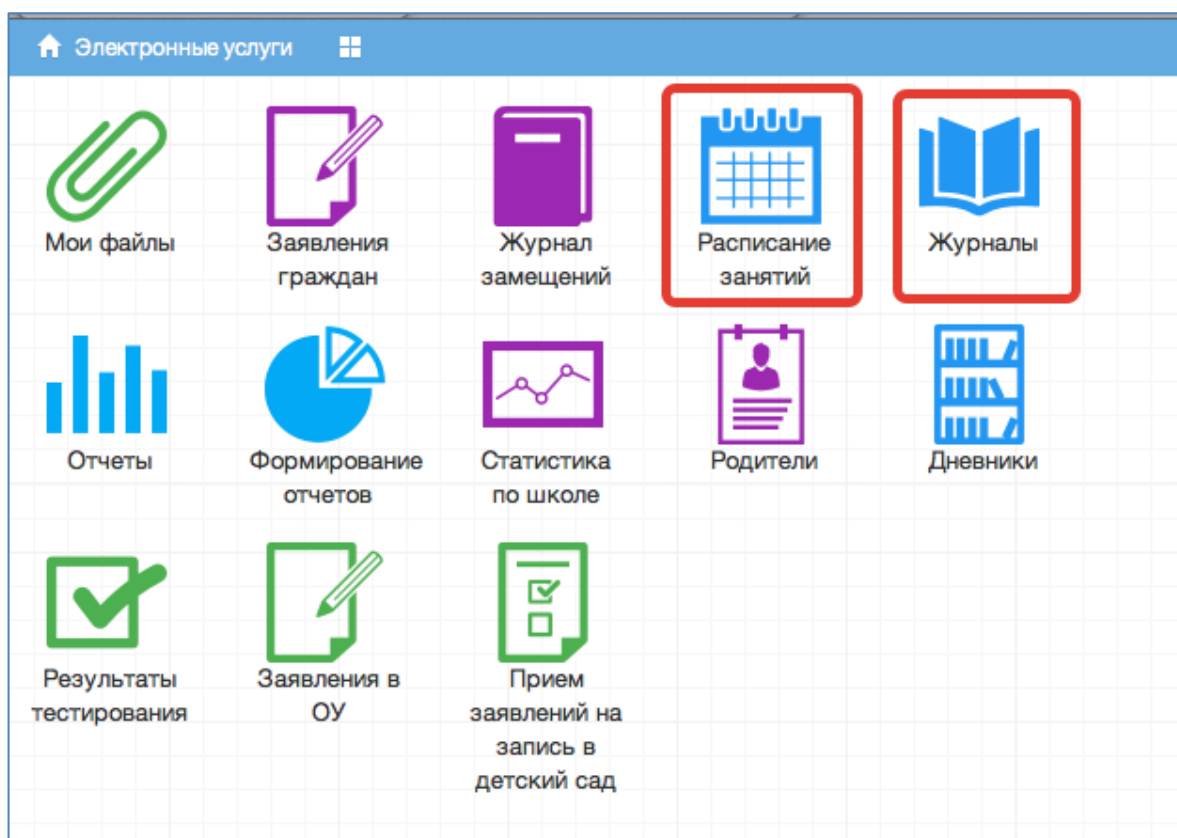 Электронные услуги
Мои файлы
Заявления
граждан
Журнал
замещений
Расписание
занятий
Журналы
Отчеты
Формирование
отчетов
Статистика
по школе
Родители
Дневники
Результаты
тестирования
Заявления в
ОУ
Прием
заявлений на
запись в
детский сад